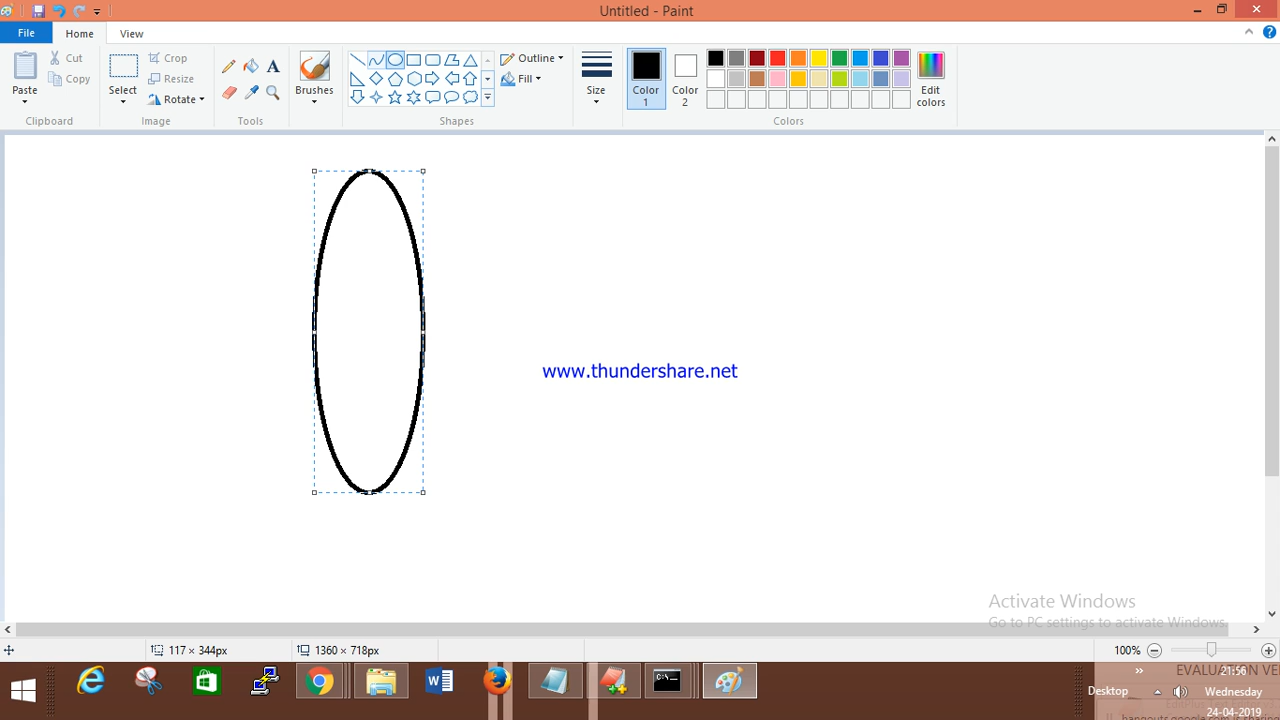 Untitled - Paint
File Home View
Paste
Cut
Copy
Clipboard
Select
Crop
Resize
Rotate
Image
Tools
Brushes
Shapes
Outline
Fill
Size
Color 1
Color 2
Colors
Edit colors
www.thundershare.net
Activate Windows
Go to PC settings to activate Windows.
117 × 344px
1360 × 718px
100%
Desktop
21:56
Wednesday
24-04-2019